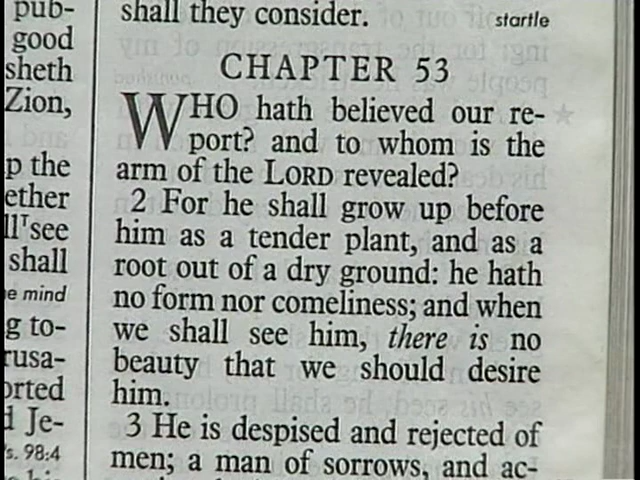 pub-
good
sheth
Zion,
p the
ether
ll'see
shall
e mind
g to-
rusa-
orted
d Je-
s. 98:4
shall they consider.
startle
CHAPTER 53
WHO hath believed our re-
port? and to whom is the
arm of the LORD revealed?
2 For he shall grow up before
him as a tender plant, and as a
root out of a dry ground: he hath
no form nor comeliness; and when
we shall see him, there is no
beauty that we should desire
him.
3 He is despised and rejected of
men; a man of sorrows, and ac-